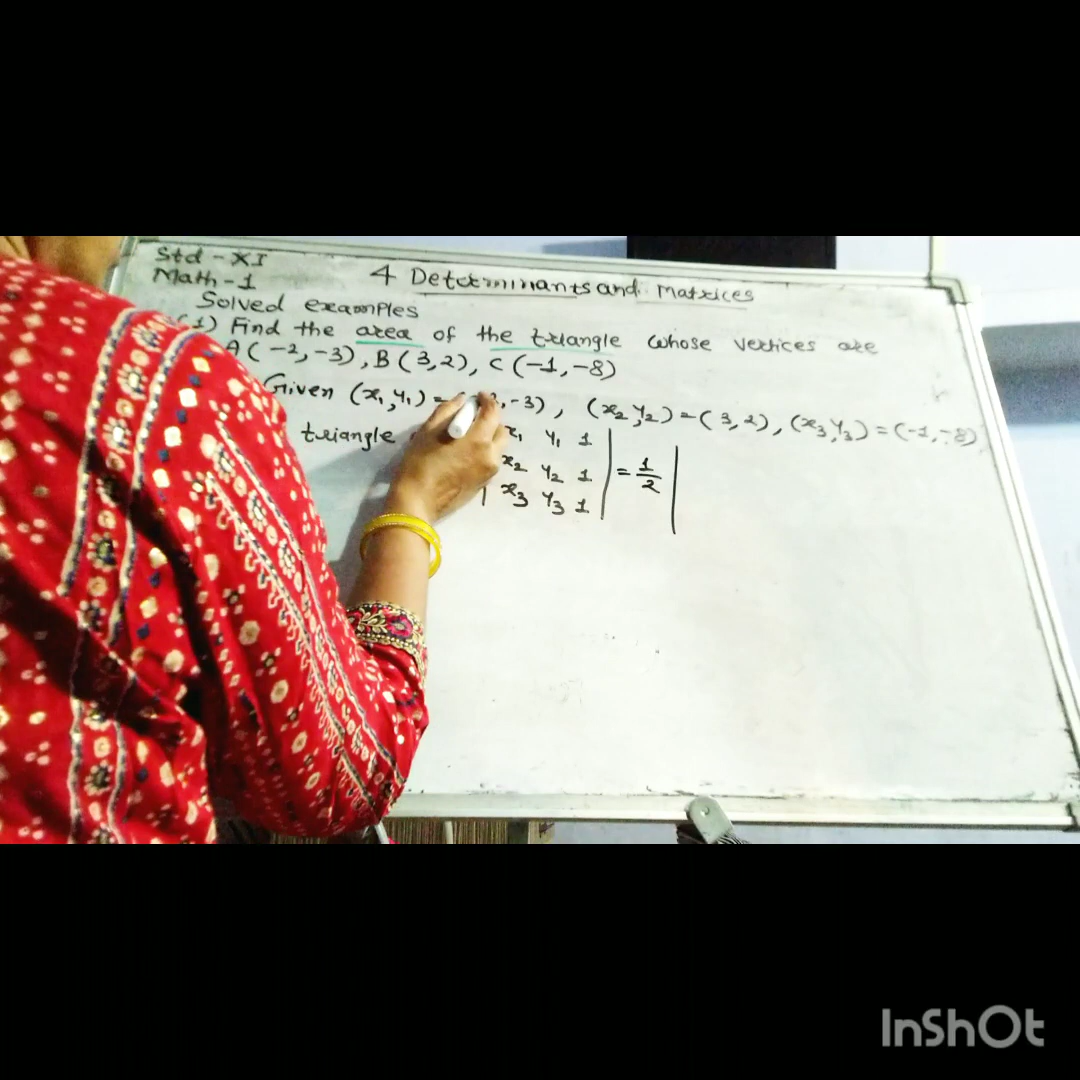 Std - XI
Math - 1
4 Determinants and Matrices
Solved examples
(1) Find the area of the triangle whose vertices are
A(-2,-3), B(3,2), C(-1,-8)
Given (x₁,y₁)= ,-3), (x₂,y₂)=(3,2), (x₃,y₃)=(-1,-8)
triangle x₁ y₁ 1
x₂ y₂ 1 | = 1/2 |
| x₃ y₃ 1
InShOt